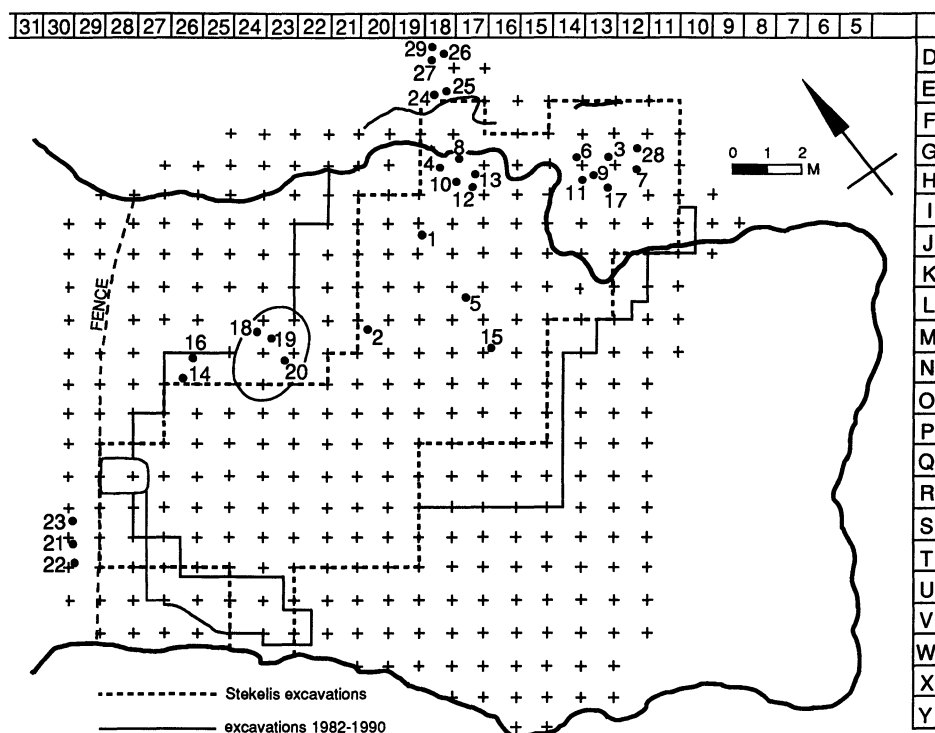 31 30 29 28 27 26 25 24 23 22 21 20 19 18 17 16 15 14 13 12 11 10 9 8 7 6 5
D
E
F
G
H
I
J
K
L
M
N
O
P
Q
R
S
T
U
V
W
X
Y
29 26
27
24 25
8
4
10 13
12
6 3 28
9 7
11 17
0 1 2
M
1
5
2
15
18
19
20
16
14
FENCE
23
21
22
Stekelis excavations
excavations 1982-1990